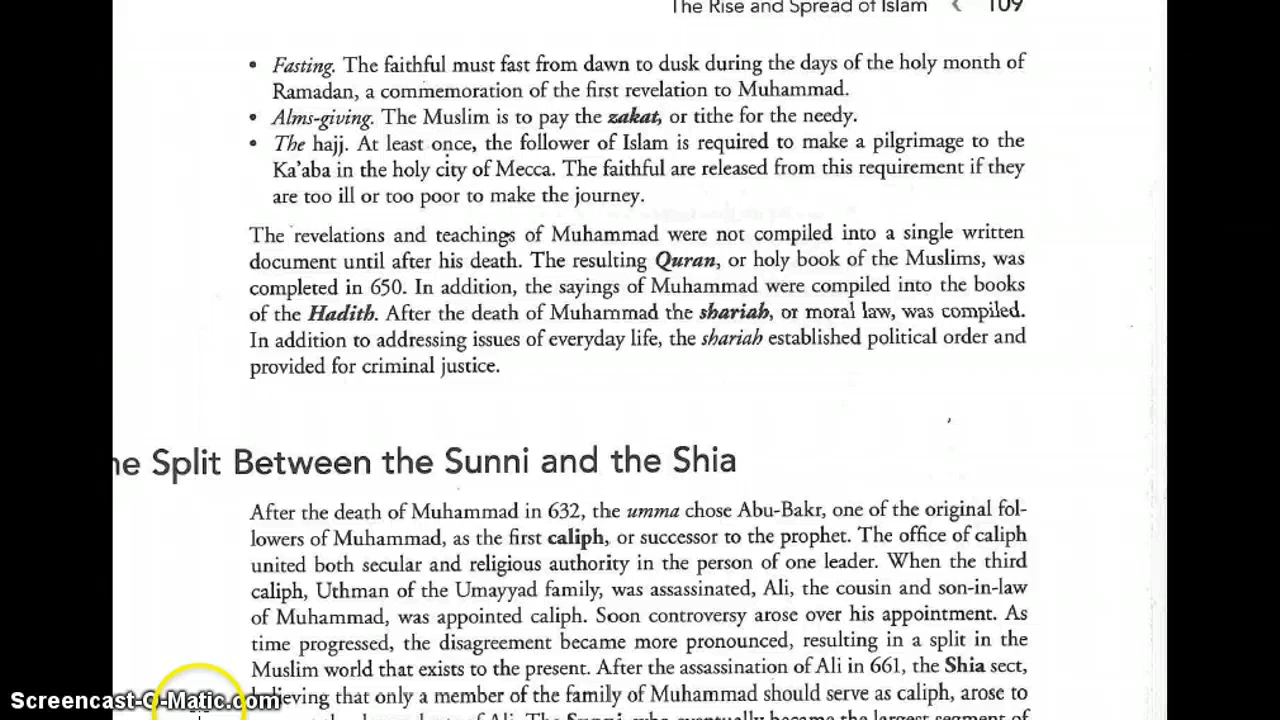 The Rise and Spread of Islam < 109
• Fasting. The faithful must fast from dawn to dusk during the days of the holy month of
Ramadan, a commemoration of the first revelation to Muhammad.
• Alms-giving. The Muslim is to pay the zakat, or tithe for the needy.
• The hajj. At least once, the follower of Islam is required to make a pilgrimage to the
Ka'aba in the holy city of Mecca. The faithful are released from this requirement if they
are too ill or too poor to make the journey.
The revelations and teachings of Muhammad were not compiled into a single written
document until after his death. The resulting Quran, or holy book of the Muslims, was
completed in 650. In addition, the sayings of Muhammad were compiled into the books
of the Hadith. After the death of Muhammad the shariah, or moral law, was compiled.
In addition to addressing issues of everyday life, the shariah established political order and
provided for criminal justice.
he Split Between the Sunni and the Shia
After the death of Muhammad in 632, the umma chose Abu-Bakr, one of the original fol-
lowers of Muhammad, as the first caliph, or successor to the prophet. The office of caliph
united both secular and religious authority in the person of one leader. When the third
caliph, Uthman of the Umayyad family, was assassinated, Ali, the cousin and son-in-law
of Muhammad, was appointed caliph. Soon controversy arose over his appointment. As
time progressed, the disagreement became more pronounced, resulting in a split in the
Muslim world that exists to the present. After the assassination of Ali in 661, the Shia sect,
believing that only a member of the family of Muhammad should serve as caliph, arose to
of Ali. The Sunni, who eventually became the largest segment of
Screencast-O-Matic.com